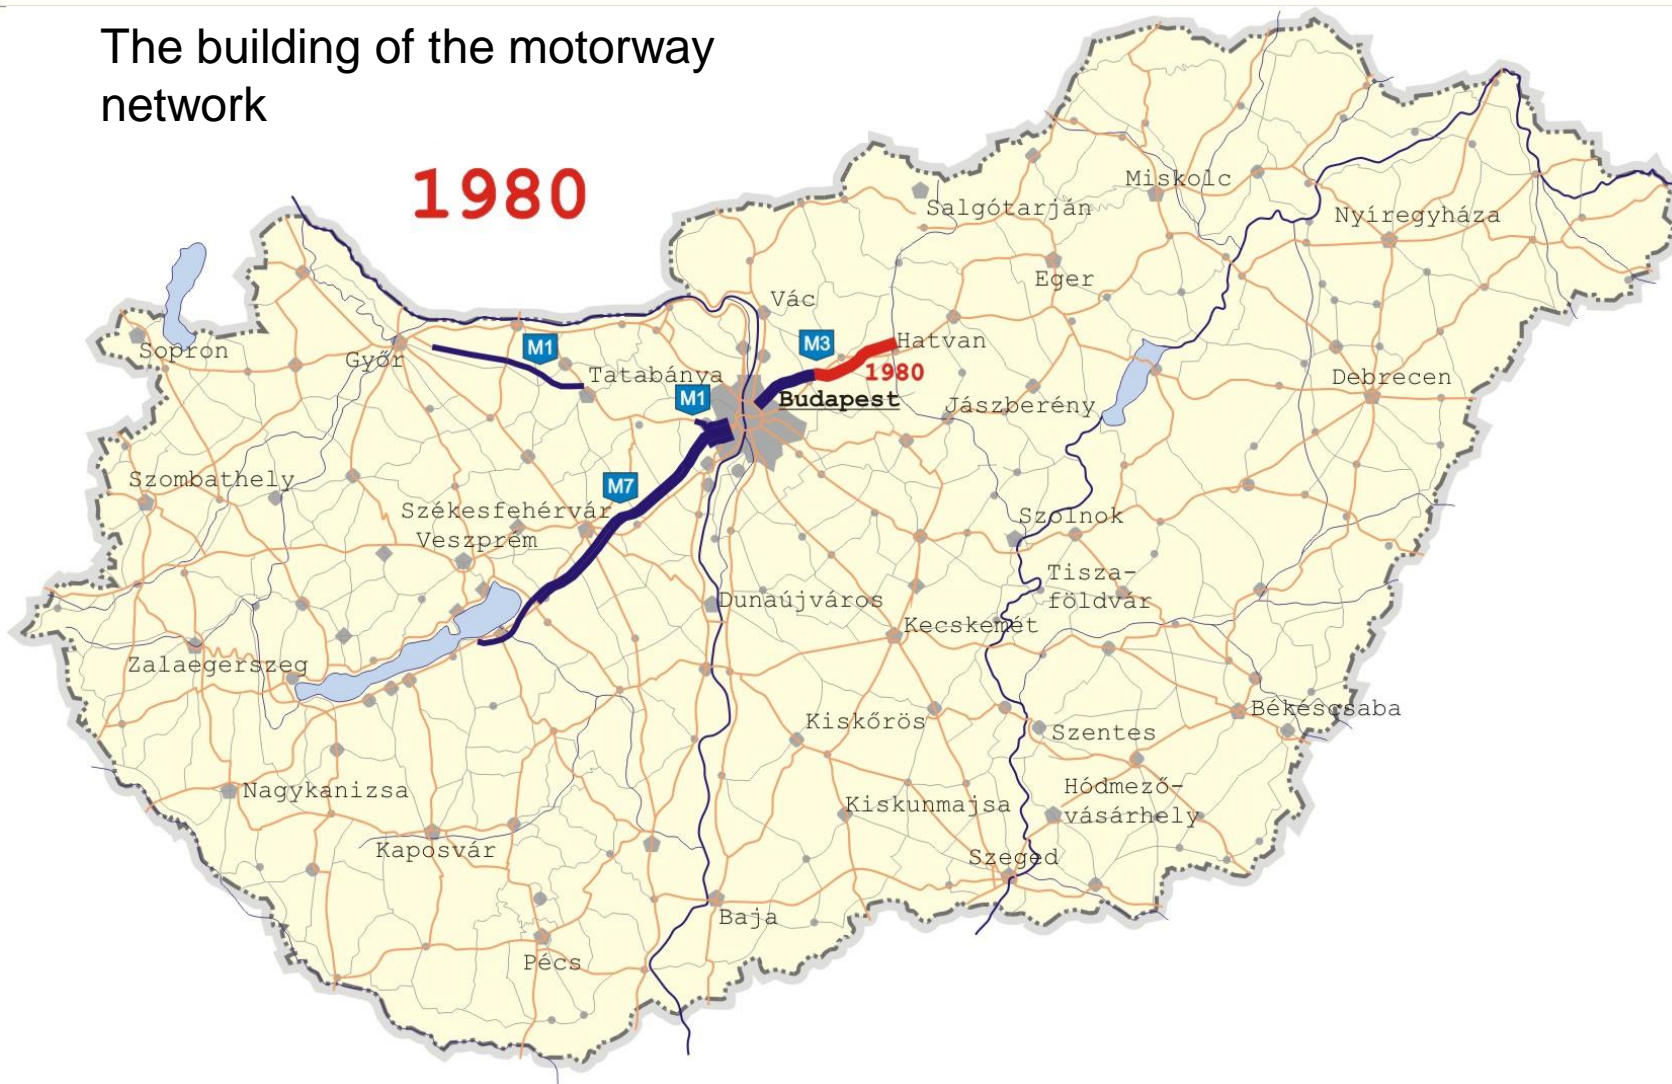 The building of the motorway
network
1980
Miskolc
Salgótarján
Nyíregyháza
Eger
Vác
Sopron
Győr
M1
M3
Hatvan
Tatabánya
1980
M1
Budapest
Jászberény
Debrecen
Szombathely
M7
Székesfehérvár
Veszprém
Szolnok
Tisza-
földvár
Dunaújváros
Kecskemét
Zalaegerszeg
Kiskőrös
Szentes
Békéscsaba
Nagykanizsa
Kiskunmajsa
Hódmező-
vásárhely
Kaposvár
Szeged
Baja
Pécs